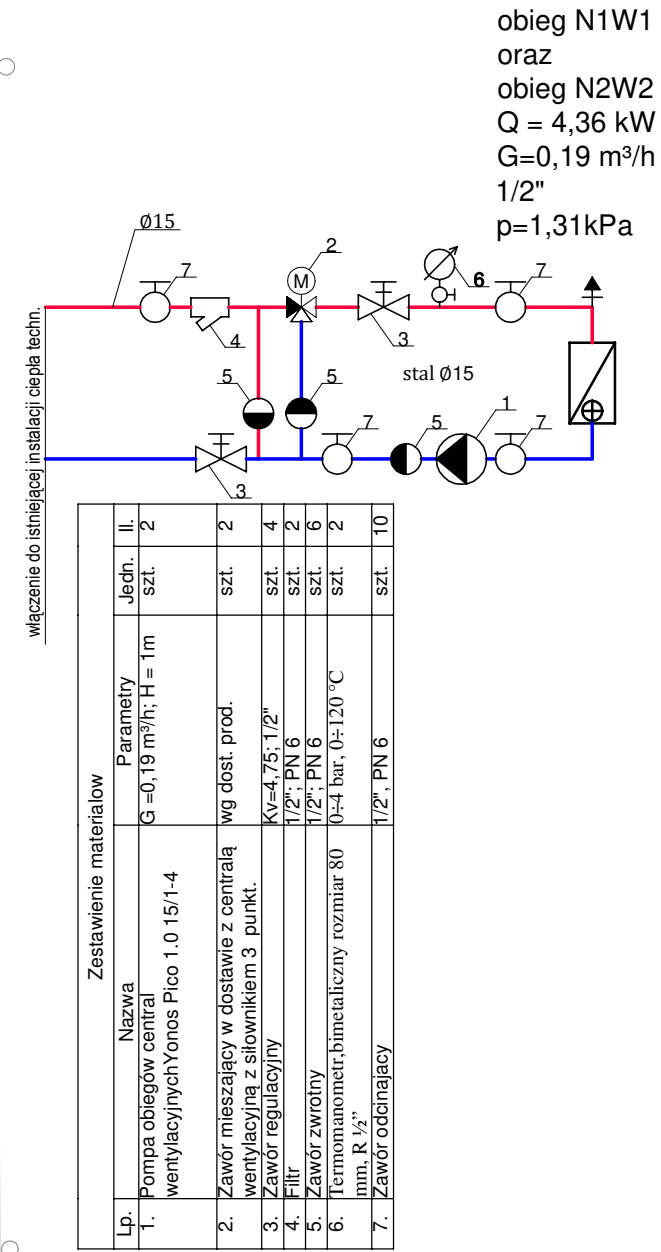 obieg N1W1
oraz
obieg N2W2
Q = 4,36 kW
G=0,19 m³/h
1/2"
p=1,31kPa
Ø15
7
4
2
M
3
6
7
5
5
stal Ø15
3
7
5
1
7
włączenie do istniejącej instalacji ciepła techn.
Zestawienie materialow
Lp. Nazwa Parametry Jedn. Il.
1. Pompa obiegów central G =0,19 m³/h; H = 1m szt. 2
wentylacyjnychYonos Pico 1.0 15/1-4
2. Zawór mieszający w dostawie z centralą wg dost. prod. szt. 2
wentylacyjną z siłownikiem 3 punkt.
3. Zawór regulacyjny Kv=4,75; 1/2" szt. 4
4. Filtr 1/2"; PN 6 szt. 2
5. Zawór zwrotny 1/2"; PN 6 szt. 6
6. Termomanometr,bimetaliczny rozmiar 80 0÷4 bar, 0÷120 °C szt. 2
mm, R ½”
7. Zawór odcinajacy 1/2", PN 6 szt. 10